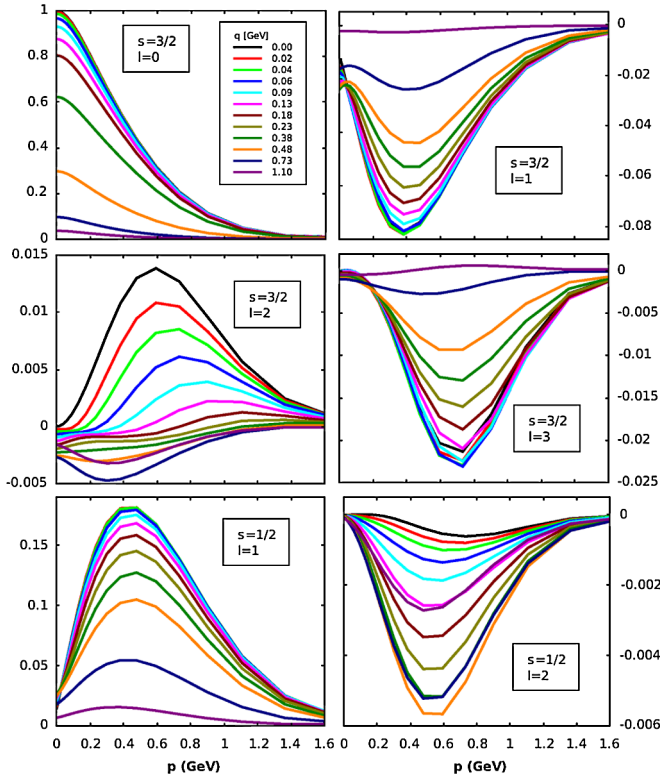 1
0.8
0.6
0.4
0.2
0
s=3/2
l=0
q [GeV]
0.00
0.02
0.04
0.06
0.09
0.13
0.18
0.23
0.38
0.48
0.73
1.10
0
−0.02
−0.04
−0.06
−0.08
s=3/2
l=1
0.015
0.01
0.005
0
-0.005
s=3/2
l=2
0
−0.005
−0.01
−0.015
−0.02
−0.025
s=3/2
l=3
0.15
0.1
0.05
0
s=1/2
l=1
0
−0.002
−0.004
−0.006
s=1/2
l=2
0 0.2 0.4 0.6 0.8 1.0 1.2 1.4 1.6
p (GeV)
0 0.2 0.4 0.6 0.8 1.0 1.2 1.4 1.6
p (GeV)